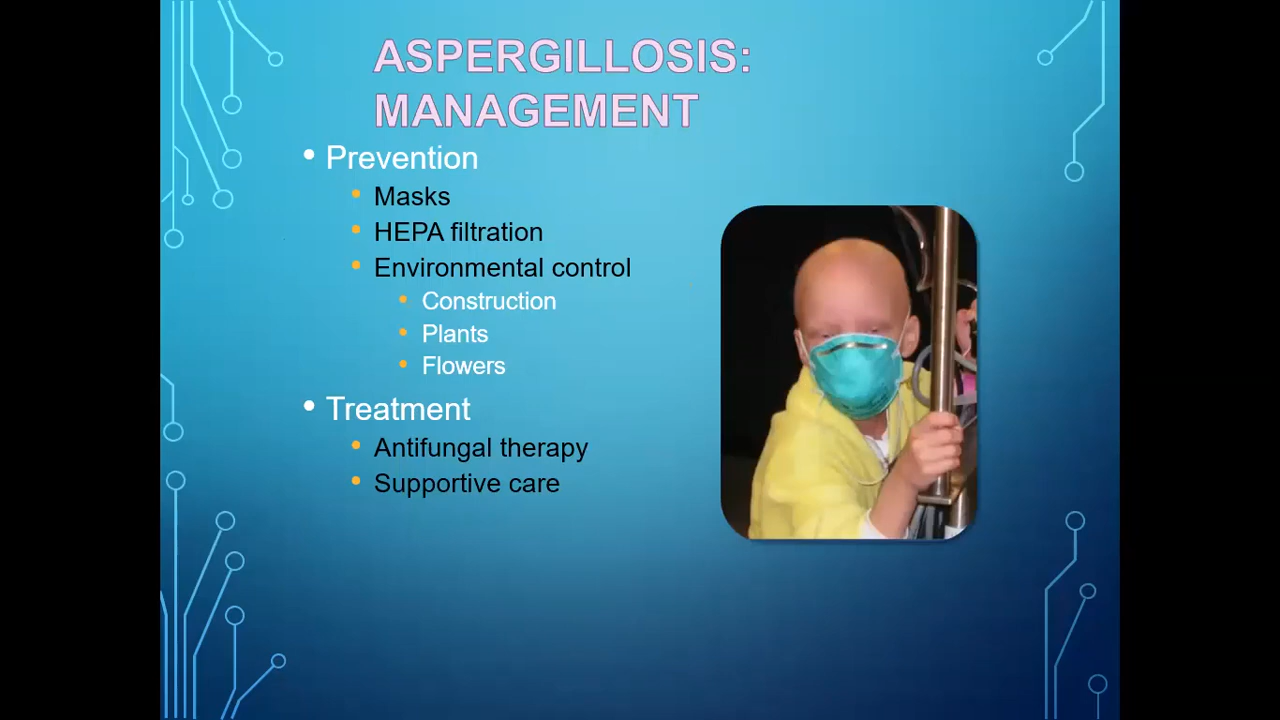 ASPERGILLOSIS:
MANAGEMENT
• Prevention
• Masks
• HEPA filtration
• Environmental control
• Construction
• Plants
• Flowers
• Treatment
• Antifungal therapy
• Supportive care